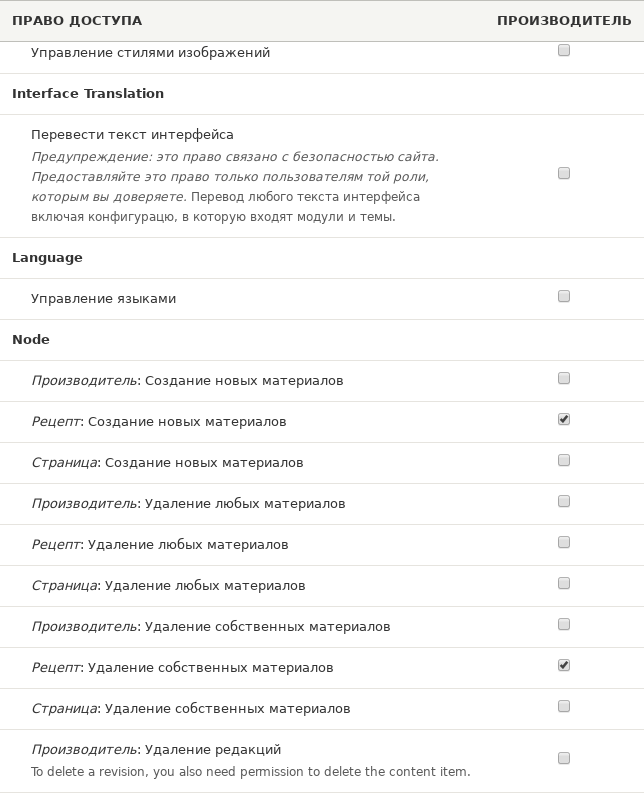 ПРАВО ДОСТУПА ПРОИЗВОДИТЕЛЬ
Управление стилями изображений
Interface Translation
Перевести текст интерфейса
Предупреждение: это право связано с безопасностью сайта.
Предоставляйте это право только пользователям той роли,
которым вы доверяете. Перевод любого текста интерфейса
включая конфигурацю, в которую входят модули и темы.
Language
Управление языками
Node
Производитель: Создание новых материалов
Рецепт: Создание новых материалов
Страница: Создание новых материалов
Производитель: Удаление любых материалов
Рецепт: Удаление любых материалов
Страница: Удаление любых материалов
Производитель: Удаление собственных материалов
Рецепт: Удаление собственных материалов
Страница: Удаление собственных материалов
Производитель: Удаление редакций
To delete a revision, you also need permission to delete the content item.